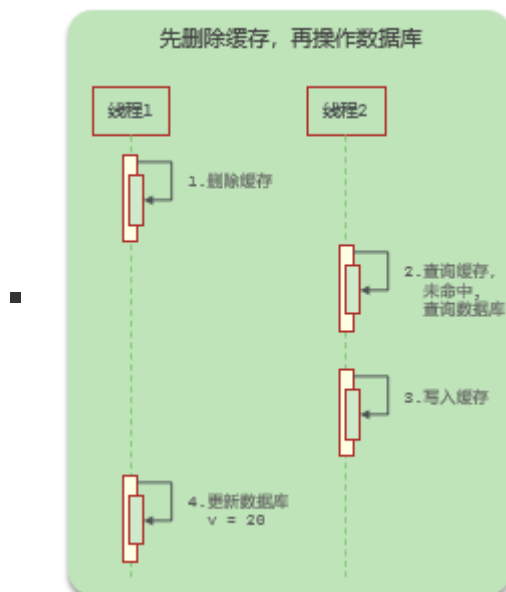 先删除缓存，再操作数据库
线程1
线程2
1.删除缓存
2.查询缓存，
未命中，
查询数据库
3.写入缓存
4.更新数据库
v = 20